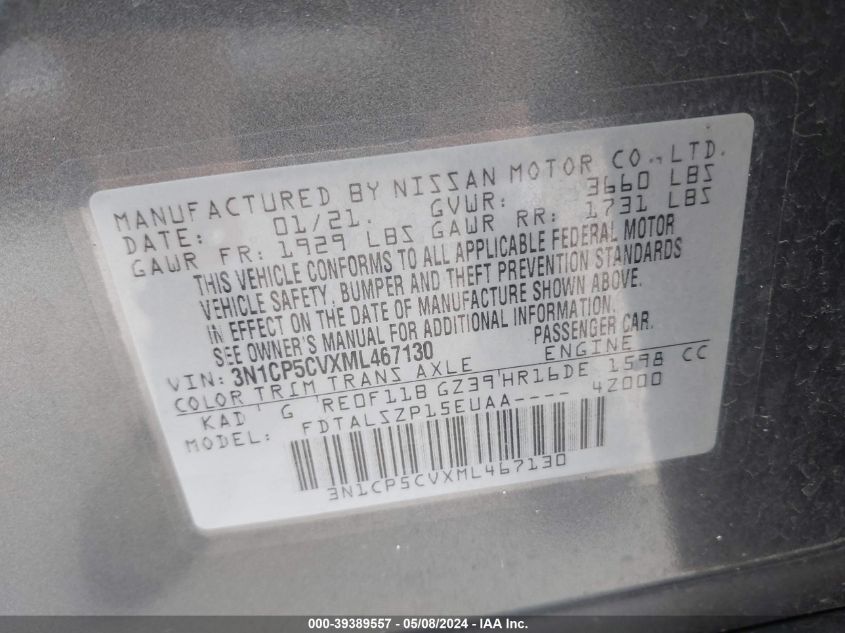 MANUFACTURED BY NISSAN MOTOR CO.,LTD.
DATE: 01/21. GVWR: 3660 LBS
GAWR FR: 1929 LBS GAWR RR: 1731 LBS
THIS VEHICLE CONFORMS TO ALL APPLICABLE FEDERAL MOTOR
VEHICLE SAFETY, BUMPER AND THEFT PREVENTION STANDARDS
IN EFFECT ON THE DATE OF MANUFACTURE SHOWN ABOVE.
SEE OWNER'S MANUAL FOR ADDITIONAL INFORMATION.
VIN: 3N1CP5CVXML467130 PASSENGER CAR.
COLOR TRIM TRANS AXLE ENGINE
KAD G RE0F11B GZ39 HR16DE 1598 CC
MODEL: FDTALSZP15EUAA---- 4Z000
3N1CP5CVXML467130
000-39389557 - 05/08/2024 - IAA Inc.